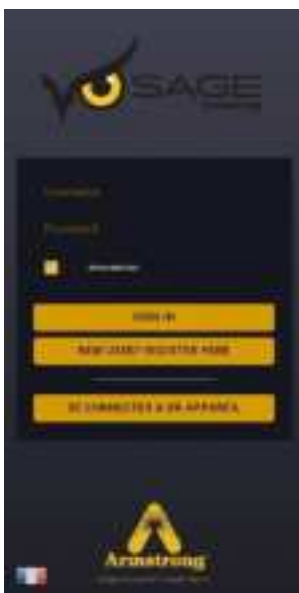 SAGE
Username
Password
SIGN IN
NEW USER? REGISTER HERE
SE CONNECTER À UN APPAREIL
Armstrong